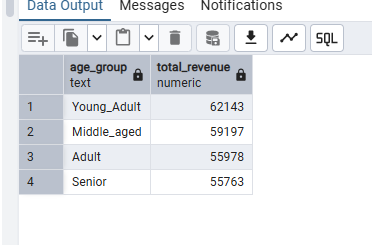 Data Output Messages Notifications
SQL
age_group total_revenue
text numeric
1 Young_Adult 62143
2 Middle_aged 59197
3 Adult 55978
4 Senior 55763